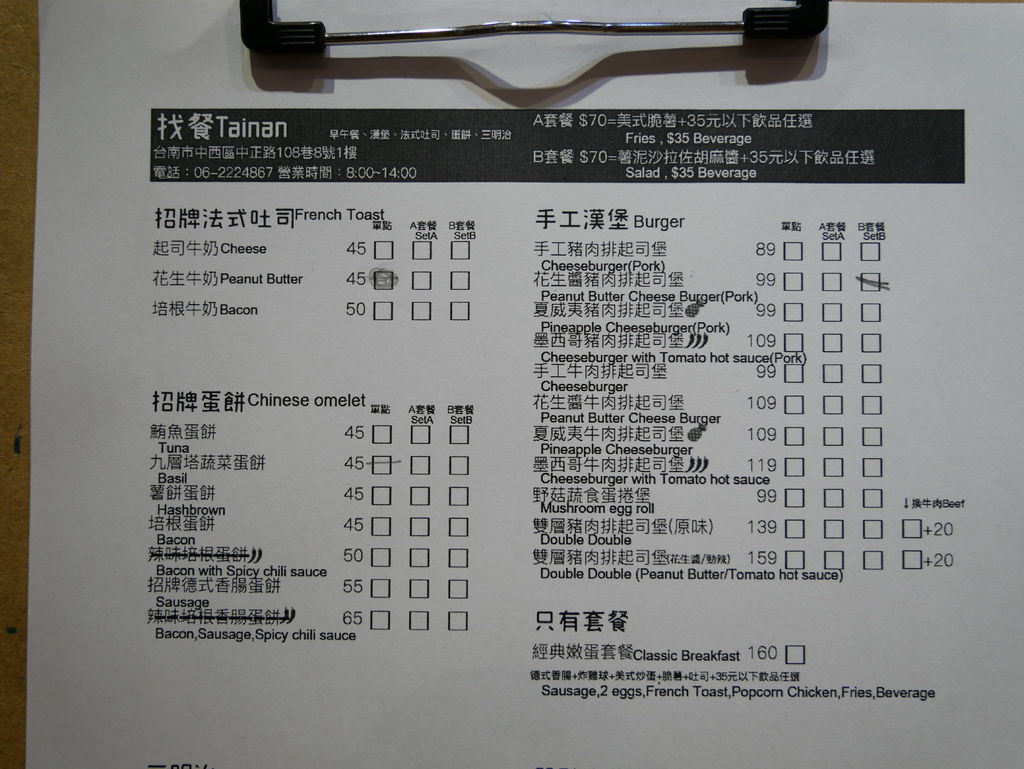 找餐Tainan 早午餐、漢堡、法式吐司、蛋餅、三明治
台南市中西區中正路108巷8號1樓
電話：06-2224867 營業時間：8:00~14:00
A套餐 $70=美式脆薯+35元以下飲品任選
Fries , $35 Beverage
B套餐 $70=薯泥沙拉佐胡麻醬+35元以下飲品任選
Salad , $35 Beverage
招牌法式吐司French Toast 單點 A套餐 SetA B套餐 SetB
起司牛奶Cheese 45
花生牛奶Peanut Butter 45
培根牛奶Bacon 50
招牌蛋餅Chinese omelet 單點 A套餐 SetA B套餐 SetB
鮪魚蛋餅 45
Tuna
九層塔蔬菜蛋餅 45
Basil
薯餅蛋餅 45
Hashbrown
培根蛋餅 45
Bacon
辣味培根蛋餅 50
Bacon with Spicy chili sauce
招牌德式香腸蛋餅 55
Sausage
辣味培根香腸蛋餅 65
Bacon,Sausage,Spicy chili sauce
手工漢堡 Burger 單點 A套餐 SetA B套餐 SetB
手工豬肉排起司堡 89
Cheeseburger(Pork)
花生醬豬肉排起司堡 99
Peanut Butter Cheese Burger(Pork)
夏威夷豬肉排起司堡 99
Pineapple Cheeseburger(Pork)
墨西哥豬肉排起司堡 109
Cheeseburger with Tomato hot sauce(Pork)
手工牛肉排起司堡 99
Cheeseburger
花生醬牛肉排起司堡 109
Peanut Butter Cheese Burger
夏威夷牛肉排起司堡 109
Pineapple Cheeseburger
墨西哥牛肉排起司堡 119
Cheeseburger with Tomato hot sauce
野菇蔬食蛋捲堡 99 ↓換牛肉Beef
Mushroom egg roll
雙層豬肉排起司堡(原味) 139 +20
Double Double
雙層豬肉排起司堡(花生醬/勁辣) 159 +20
Double Double (Peanut Butter/Tomato hot sauce)
只有套餐
經典嫩蛋套餐Classic Breakfast 160
德式香腸+炸雞球+美式炒蛋+脆薯+吐司+35元以下飲品任選
Sausage,2 eggs,French Toast,Popcorn Chicken,Fries,Beverage